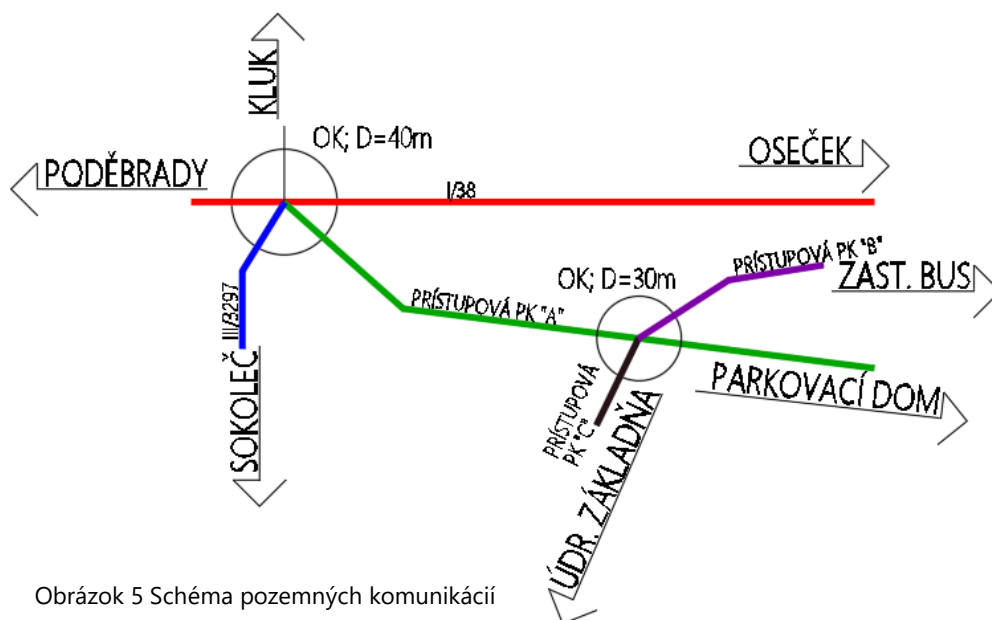 KLUK
OK; D=40m
PODĚBRADY
OSEČEK
I/38
PRÍSTUPOVÁ PK "B"
ZAST. BUS
OK; D=30m
III/3297
PRÍSTUPOVÁ PK "A"
SOKOLEČ
PRÍSTUPOVÁ
PK "C"
PARKOVACÍ DOM
ÚDR. ZÁKLADŇA
Obrázok 5 Schéma pozemných komunikácií